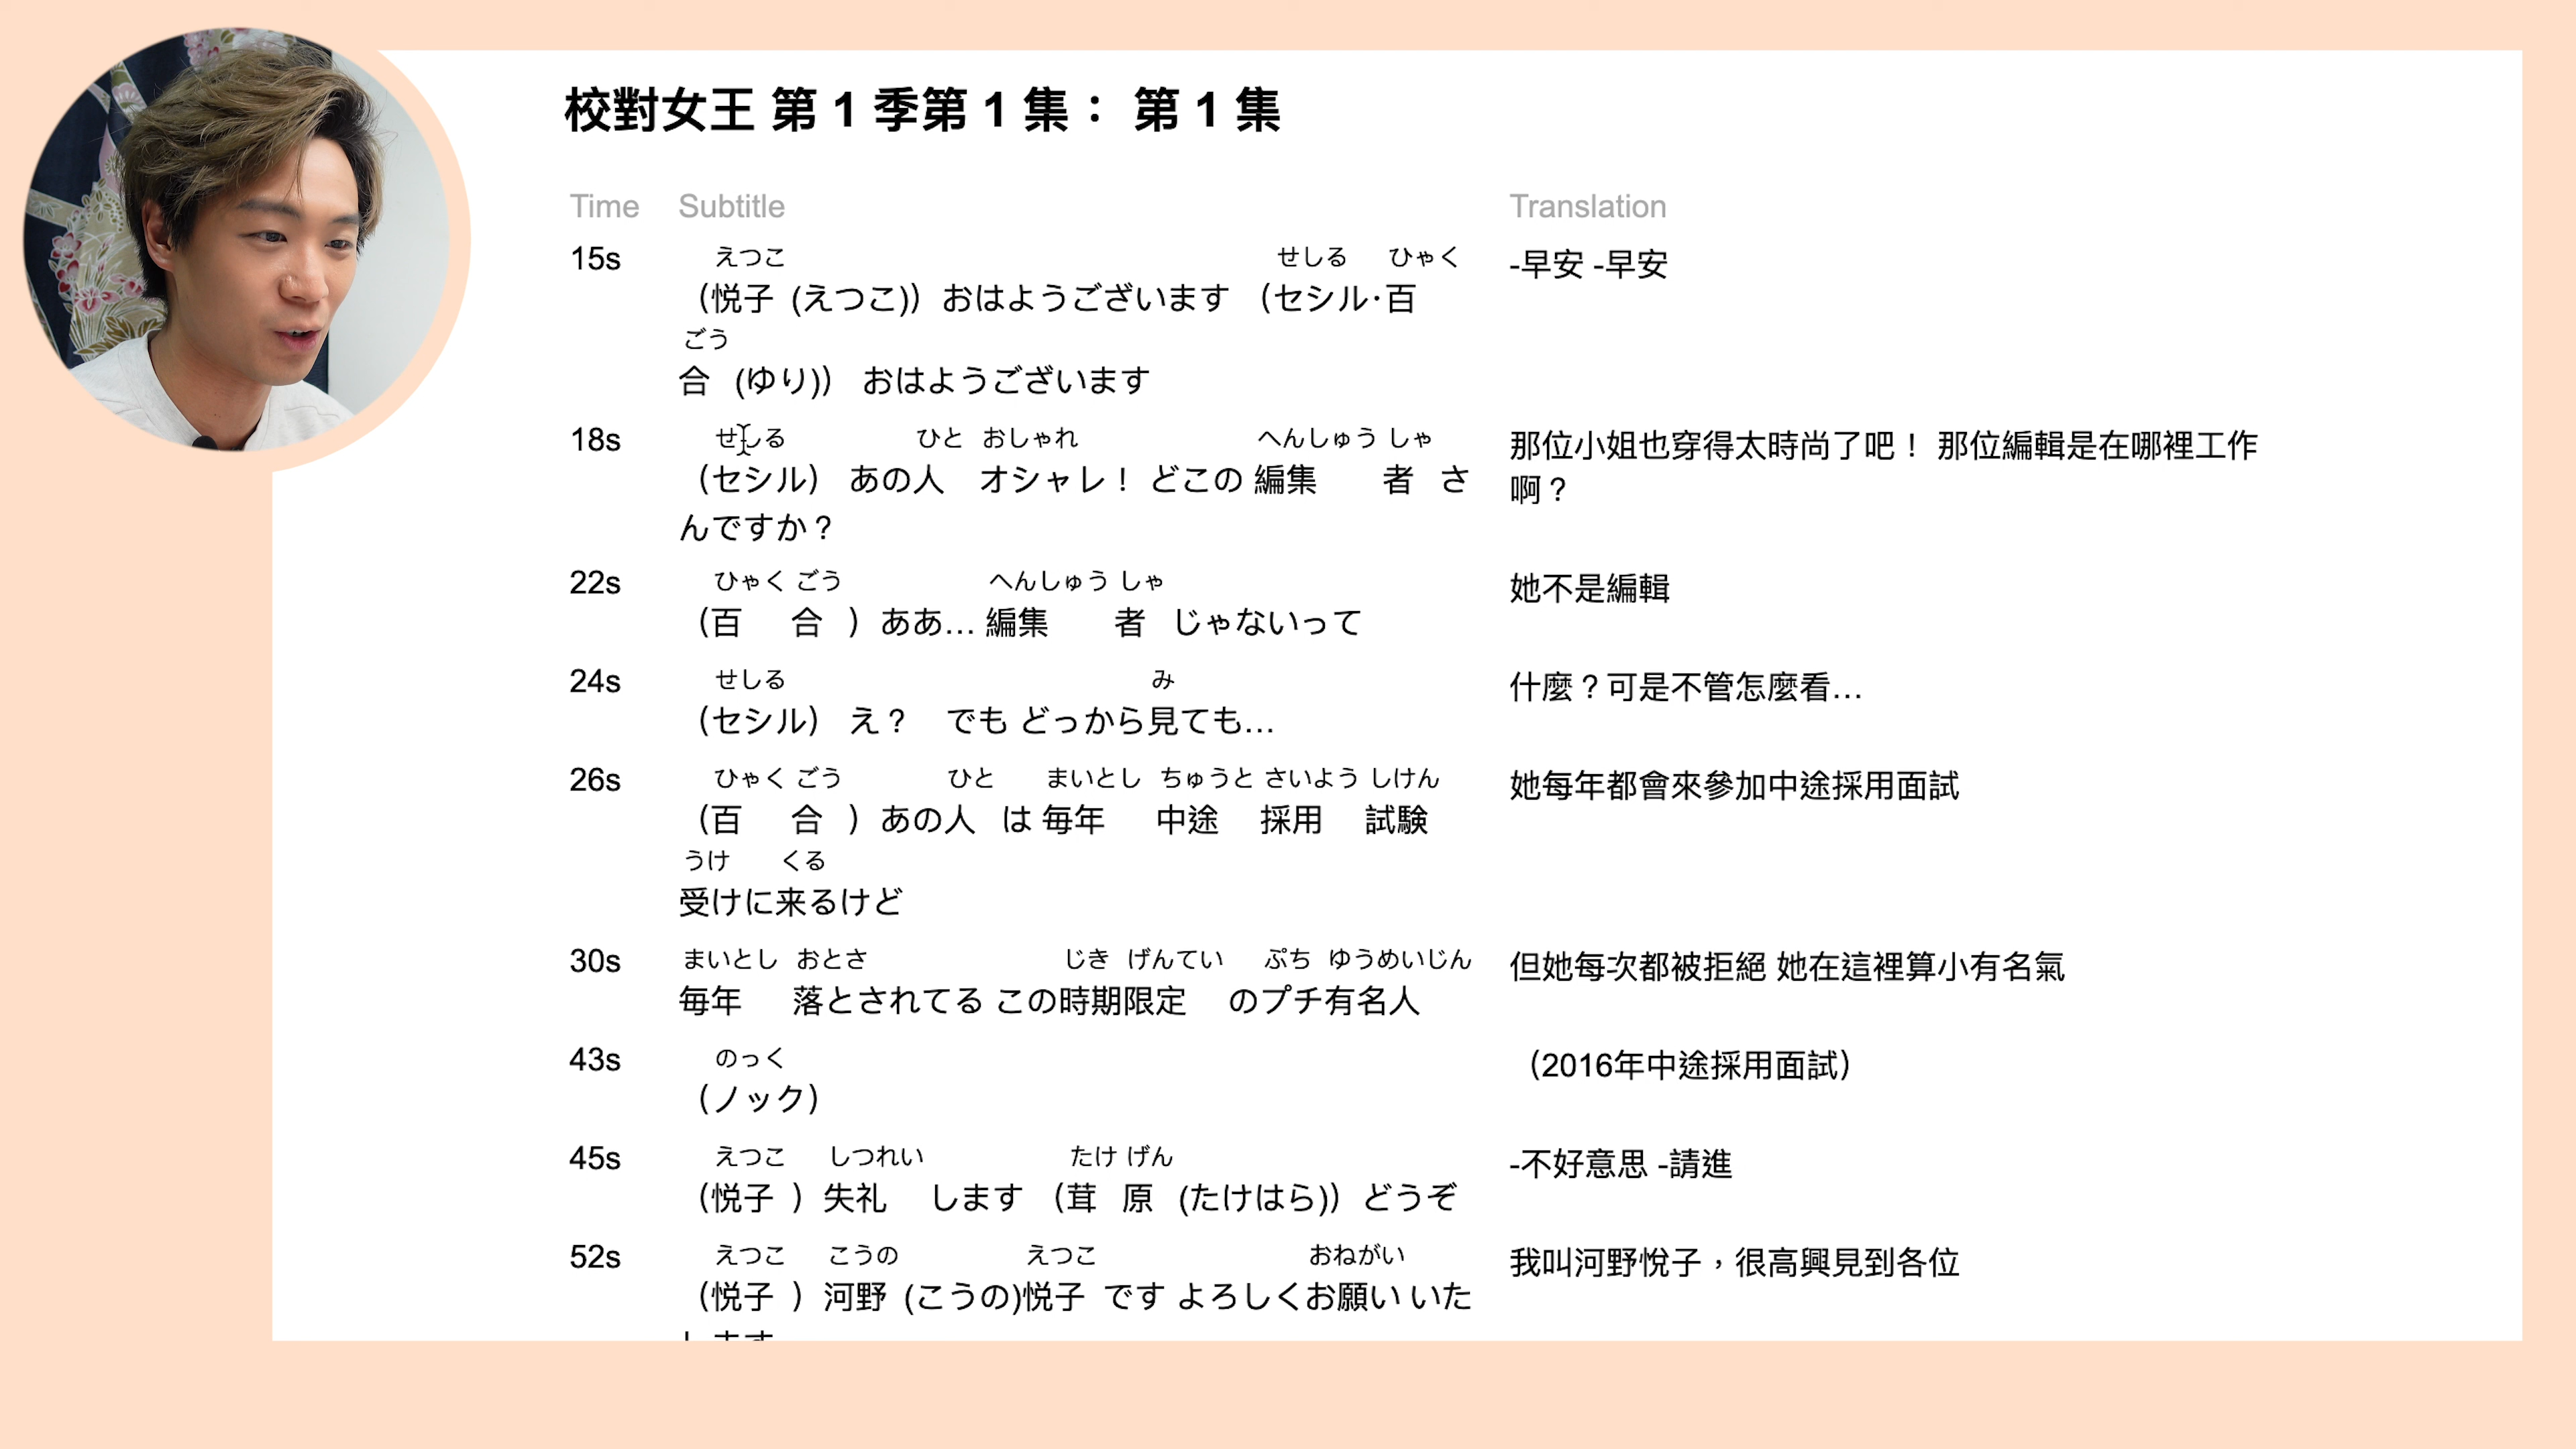 校對女王 第 1 季第 1 集： 第 1 集
Time Subtitle Translation
15s えつこ せしる ひゃく
（悦子 (えつこ)）おはようございます （セシル･百 -早安 -早安
ごう
合 (ゆり)） おはようございます
18s せしる ひと おしゃれ へんしゅう しゃ
（セシル） あの人 オシャレ！ どこの 編集 者 さ 那位小姐也穿得太時尚了吧！ 那位編輯是在哪裡工作
んですか？ 啊？
22s ひゃく ごう へんしゅう しゃ
（百 合 ）ああ… 編集 者 じゃないって 她不是編輯
24s せしる み
（セシル） え？ でも どっから見ても… 什麼？可是不管怎麼看…
26s ひゃく ごう ひと まいとし ちゅうと さいよう しけん
（百 合 ）あの人 は 毎年 中途 採用 試験 她每年都會來參加中途採用面試
うけ くる
受けに来るけど
30s まいとし おとさ じき げんてい ぷち ゆうめいじん
毎年 落とされてる この時期限定 のプチ有名人 但她每次都被拒絕 她在這裡算小有名氣
43s のっく
（ノック） （2016年中途採用面試）
45s えつこ しつれい たけ げん
（悦子 ）失礼 します （茸 原 (たけはら)）どうぞ -不好意思 -請進
52s えつこ こうの えつこ おねがい
（悦子 ）河野 (こうの)悦子 です よろしくお願い いた 我叫河野悅子，很高興見到各位
します